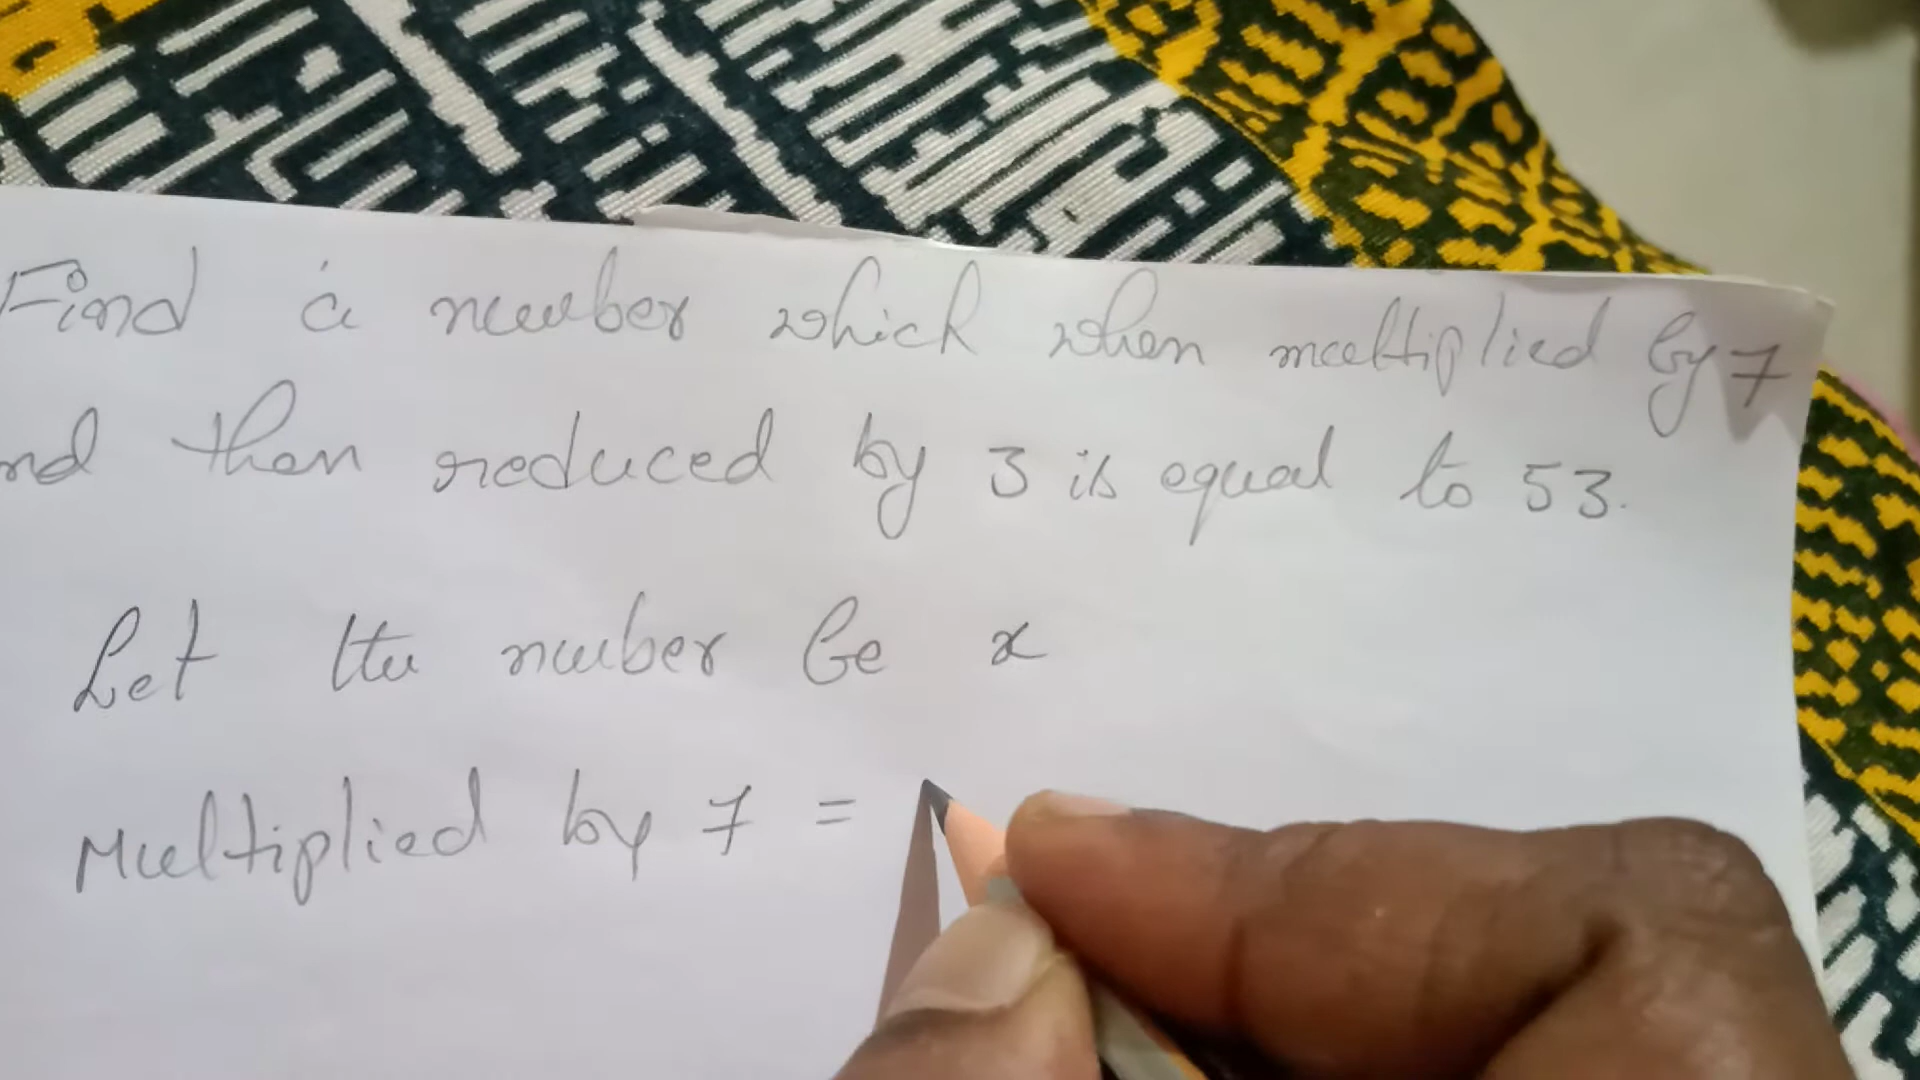 Find a number which when multiplied by 7
nd then reduced by 3 is equal to 53.
Let the number be x
Multiplied by 7 =